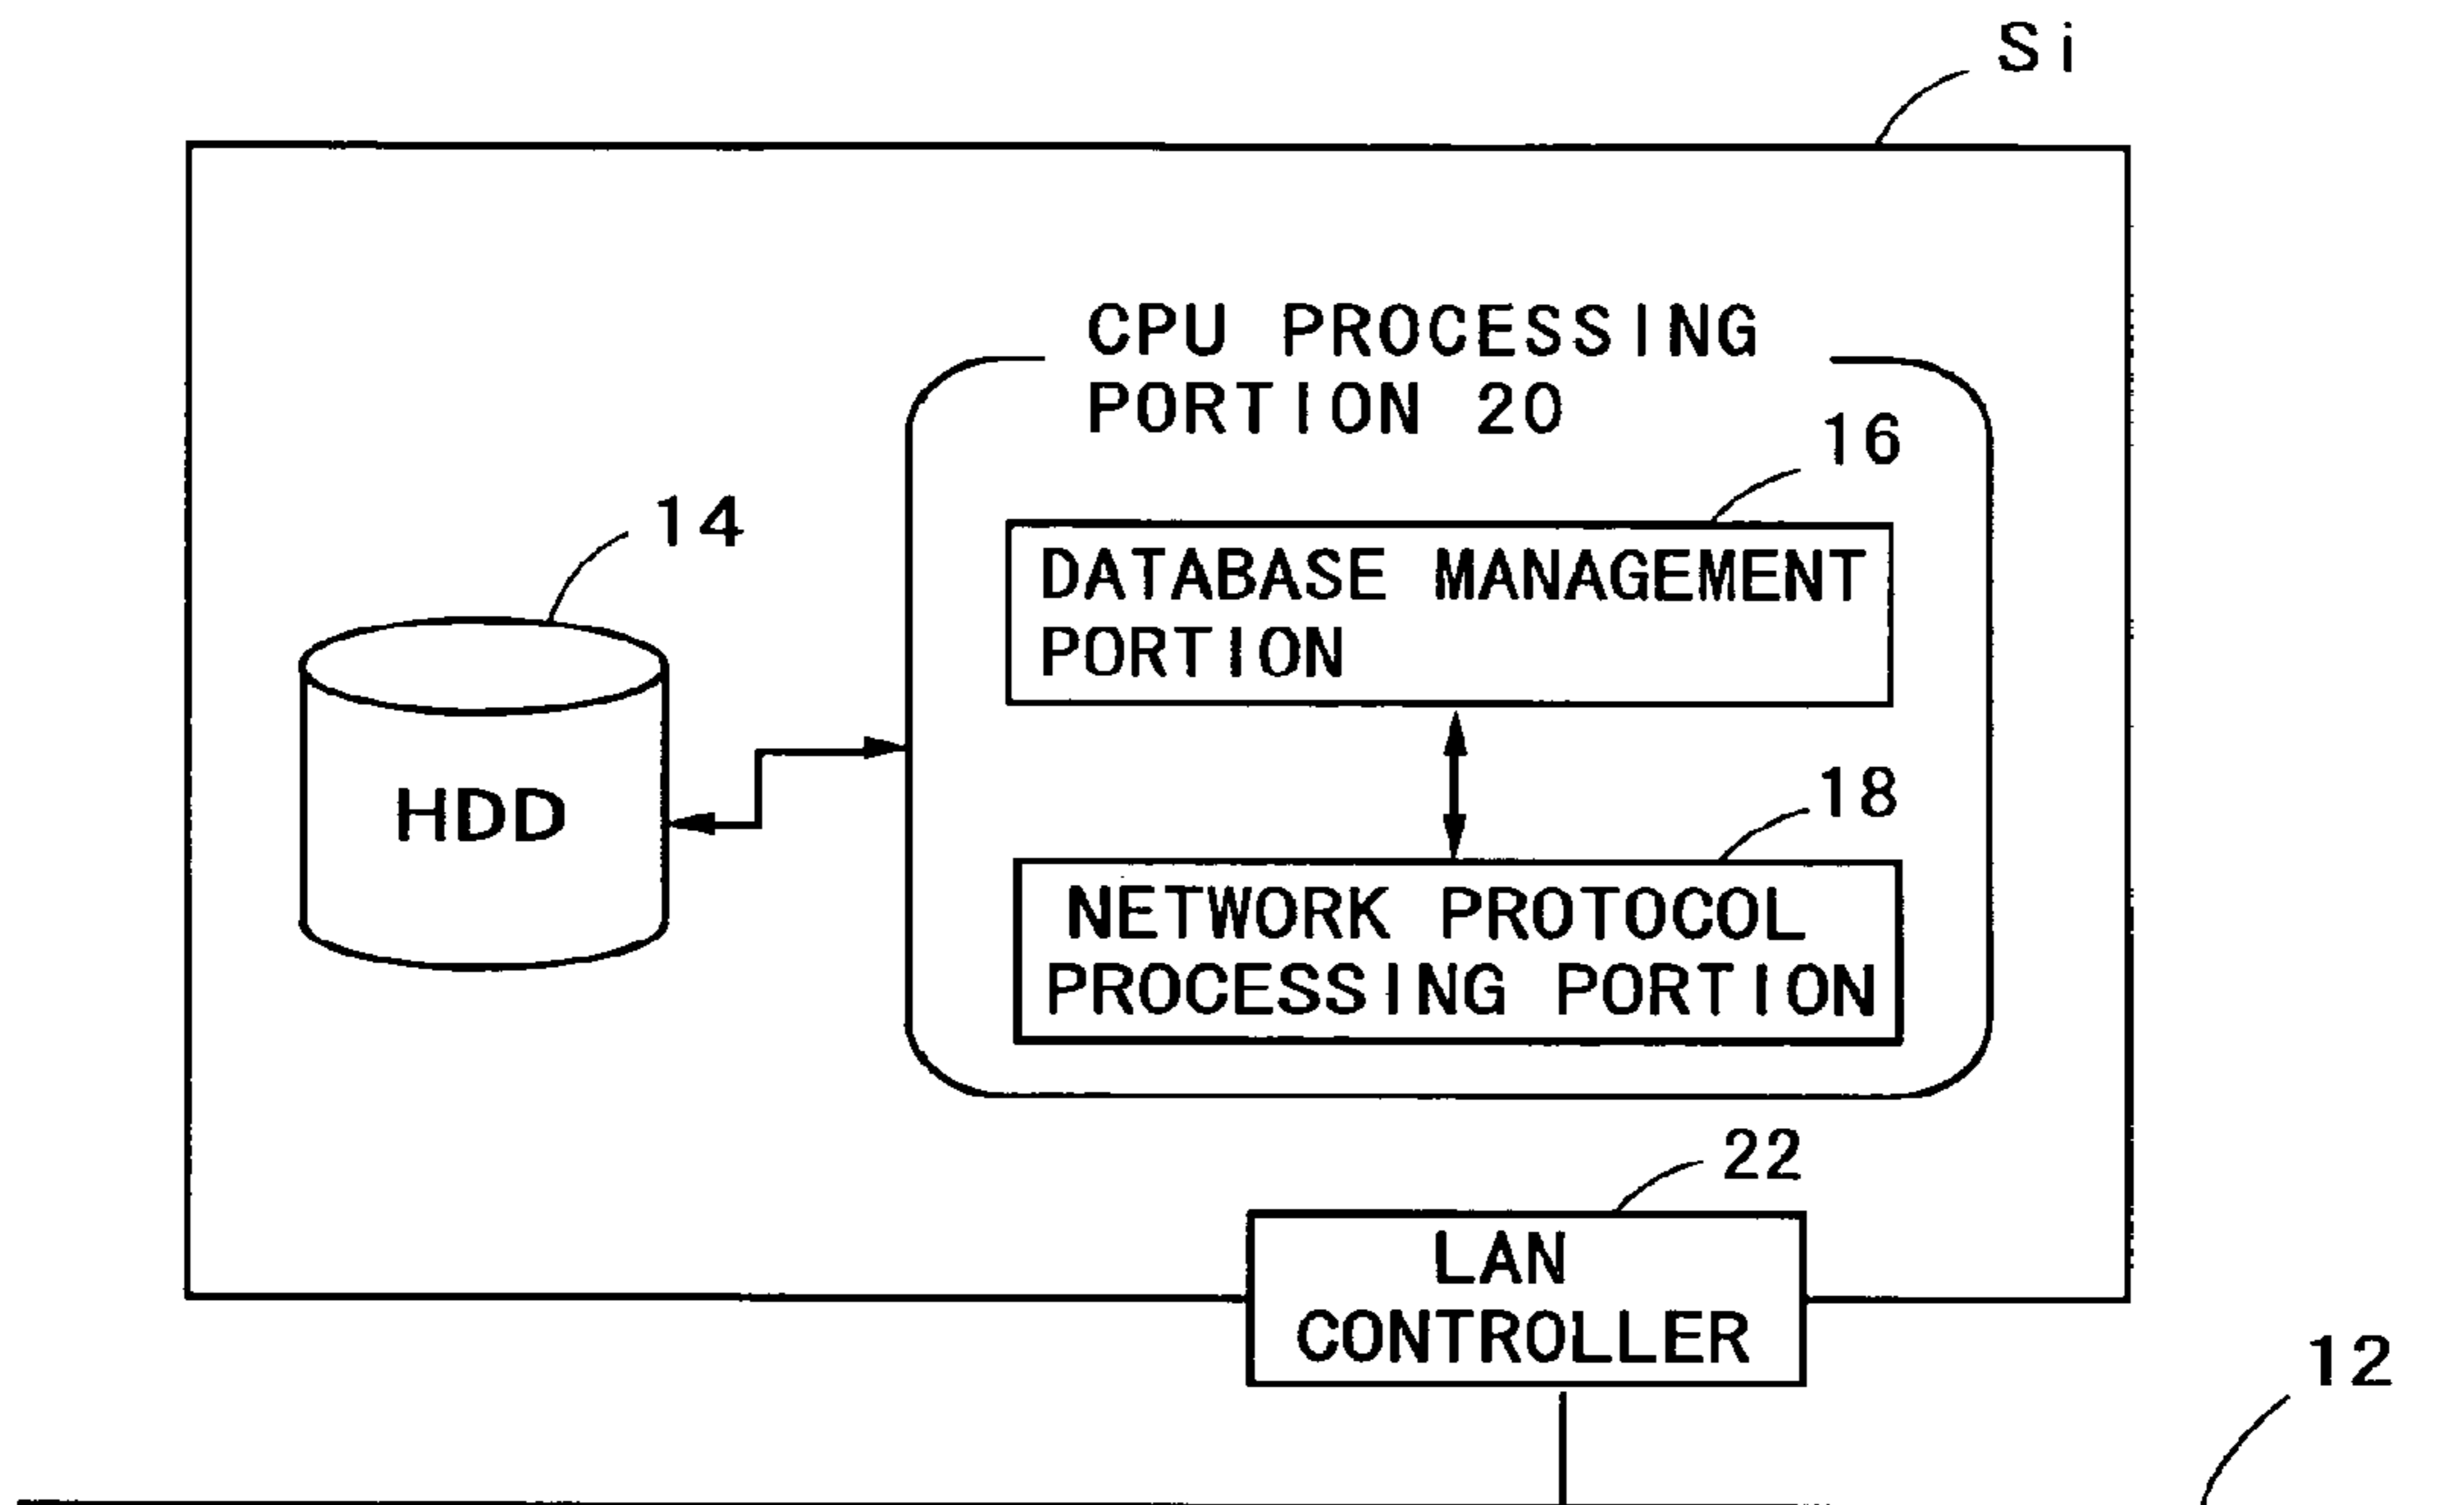 Si
CPU PROCESSING
PORTION 20
16
14
DATABASE MANAGEMENT
PORTION
HDD
18
NETWORK PROTOCOL
PROCESSING PORTION
22
LAN
CONTROLLER
12